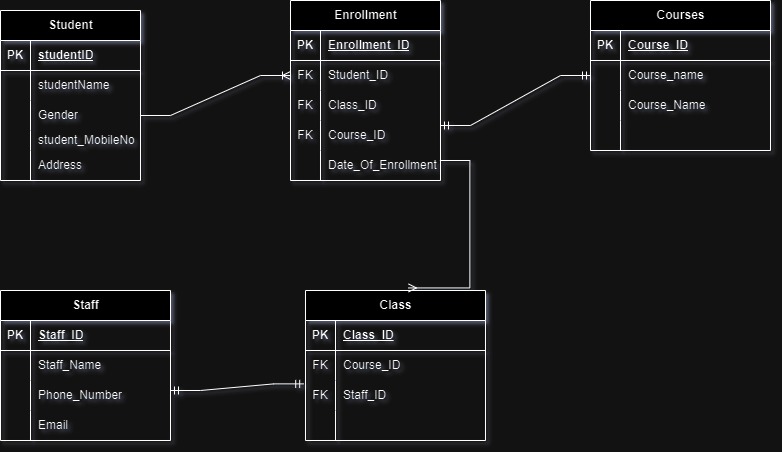 Student
PK studentID
studentName
Gender
student_MobileNo
Address
Enrollment
PK Enrollment_ID
FK Student_ID
FK Class_ID
FK Course_ID
Date_Of_Enrollment
Courses
PK Course_ID
Course_name
Course_Name
Staff
PK Staff_ID
Staff_Name
Phone_Number
Email
Class
PK Class_ID
FK Course_ID
FK Staff_ID